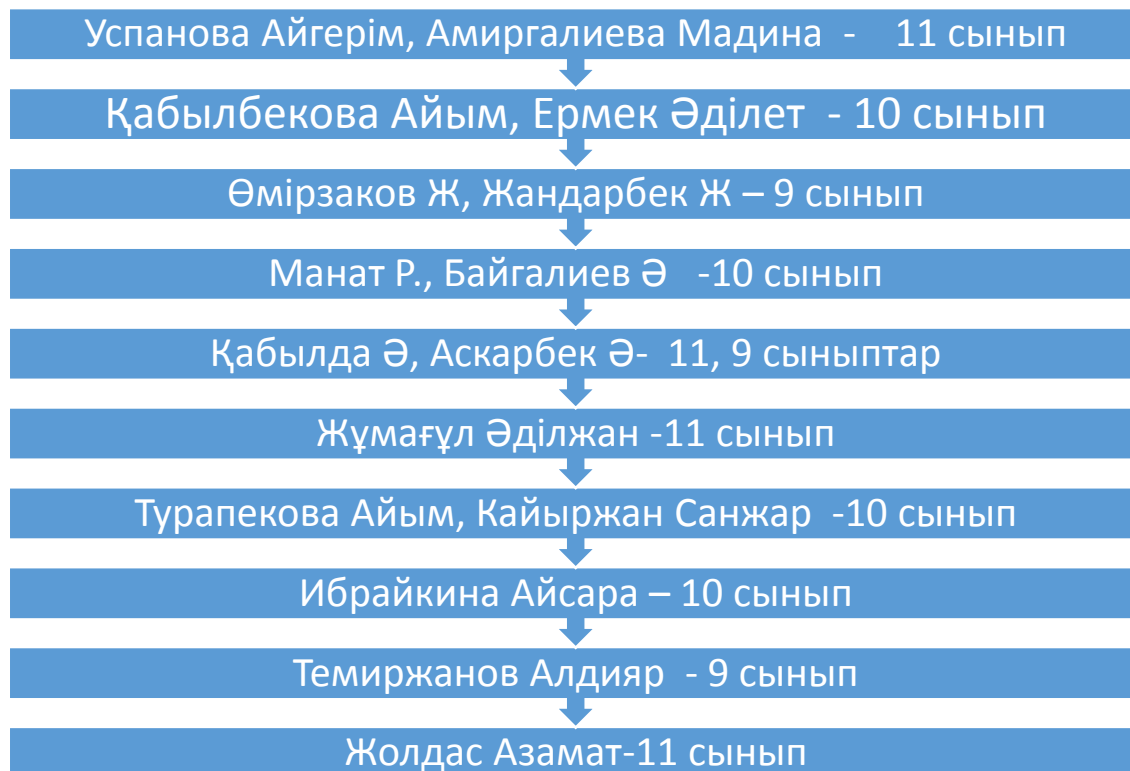 Успанова Айгерім, Амиргалиева Мадина - 11 сынып
Қабылбекова Айым, Ермек Әділет - 10 сынып
Өмірзаков Ж, Жандарбек Ж – 9 сынып
Манат Р., Байгалиев Ә -10 сынып
Қабылда Ә, Аскарбек Ә- 11, 9 сыныптар
Жұмағұл Әділжан -11 сынып
Турапекова Айым, Кайыржан Санжар -10 сынып
Ибрайкина Айсара – 10 сынып
Темиржанов Алдияр - 9 сынып
Жолдас Азамат-11 сынып